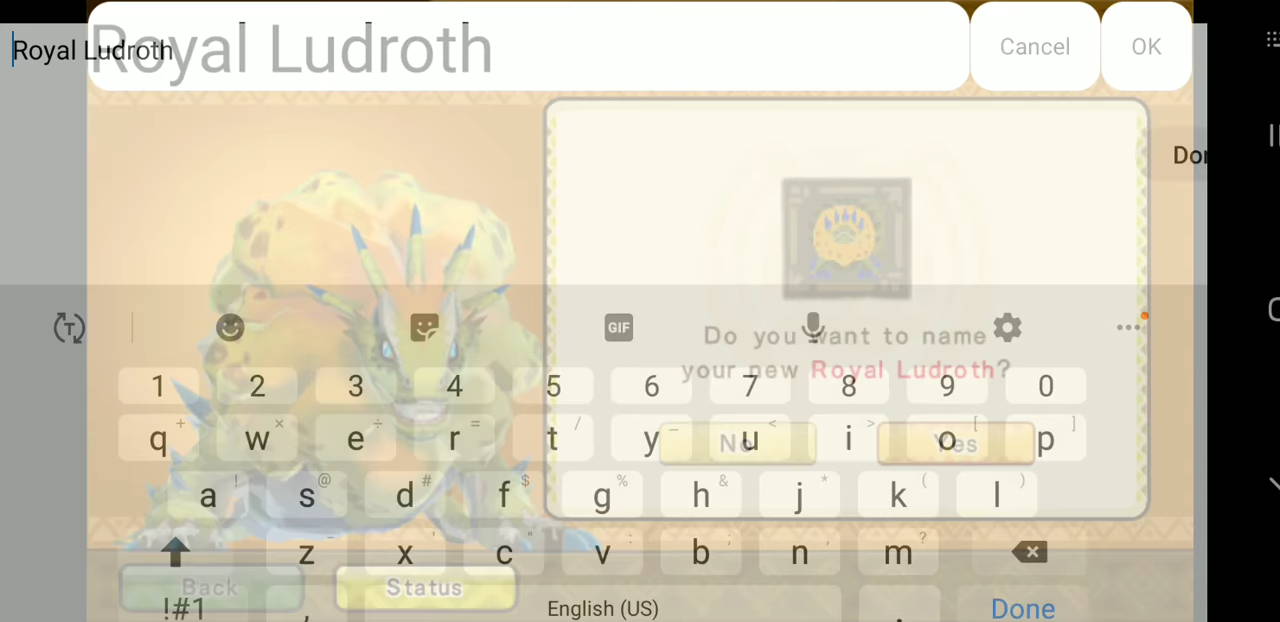 Royal Ludroth
Royal Ludroth
Cancel
OK
Do you want to name
your new Royal Ludroth?
GIF
1 2 3 4 5 6 7 8 9 0
q + w × e ÷ r = t / y _ u < i > o [ p ]
No
Yes
a ! s @ d # f $ g % h & j * k ( l )
z - x ' c " v : b ; n , m ?
Back
Status
!#1 , English (US) . Done